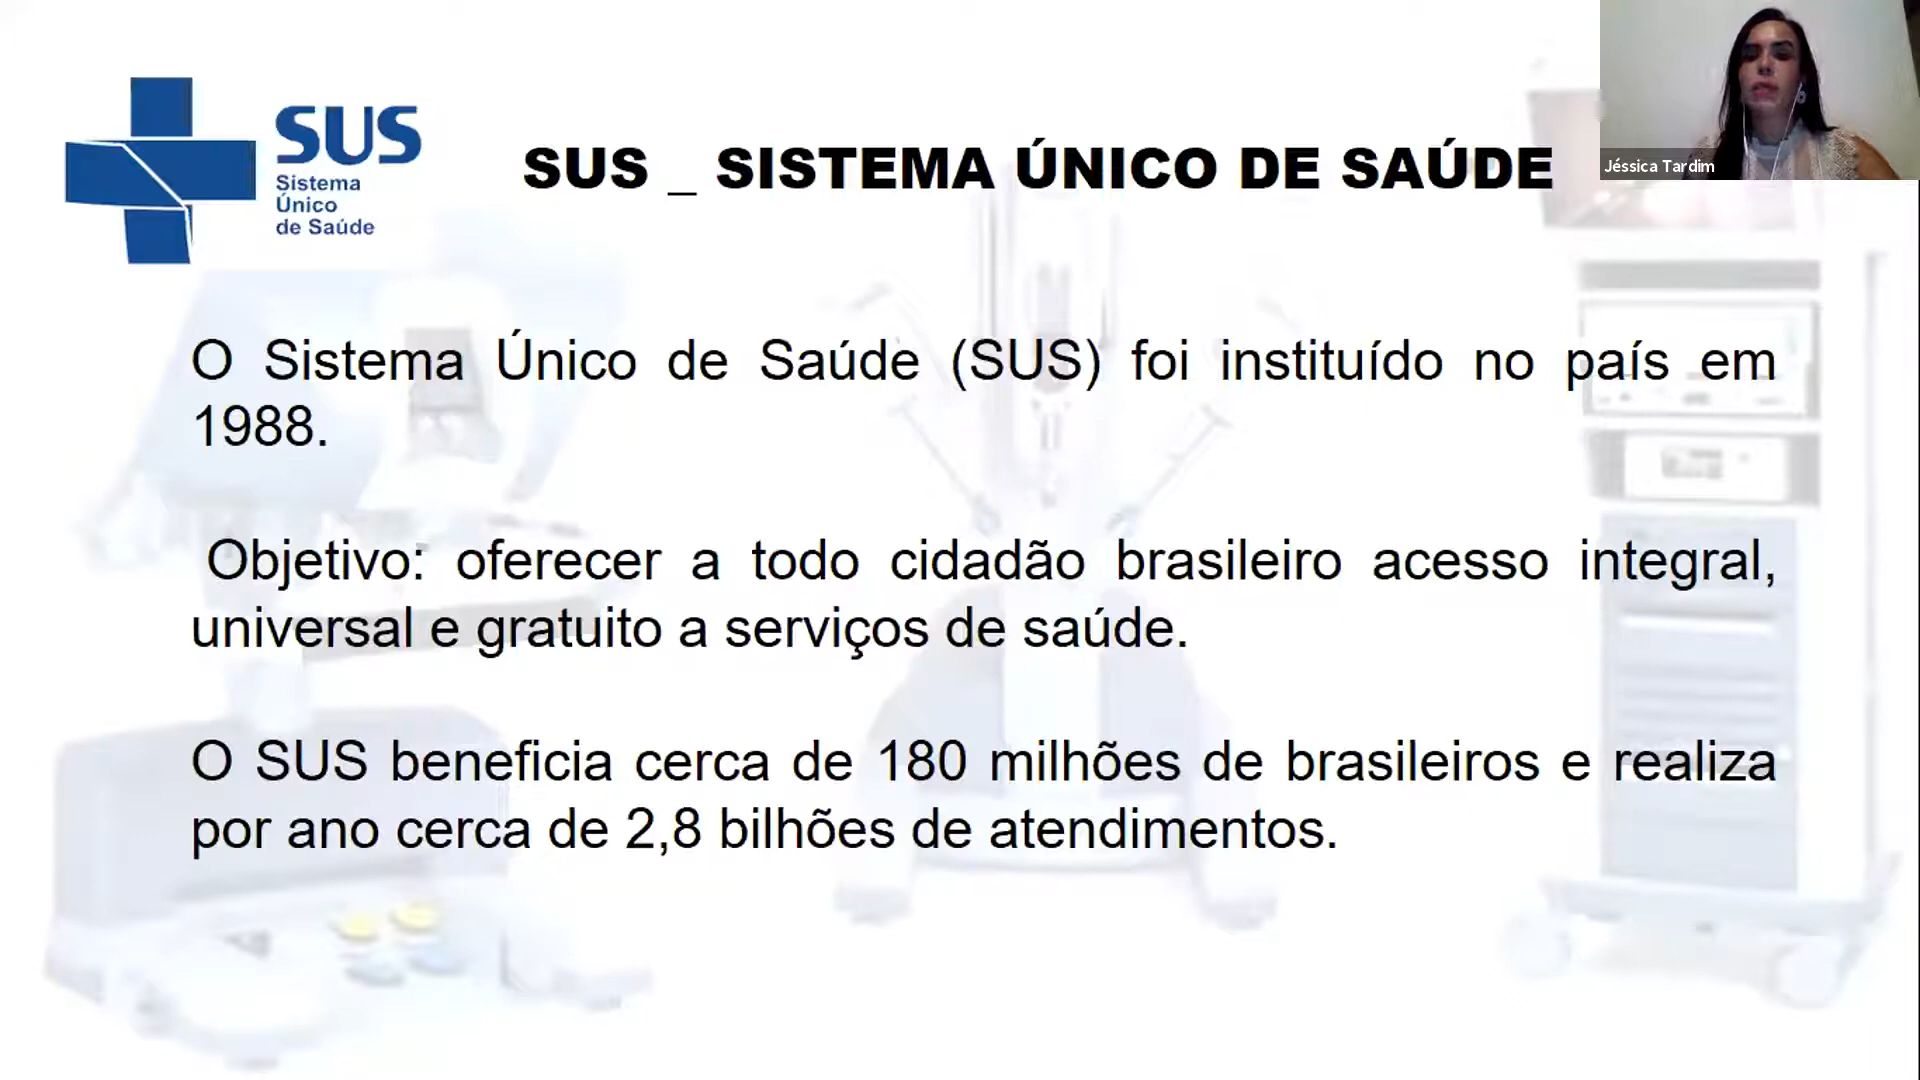 SUS
Sistema
Único
de Saúde
SUS _ SISTEMA ÚNICO DE SAÚDE
Jéssica Tardim
O Sistema Único de Saúde (SUS) foi instituído no país em
1988.
Objetivo: oferecer a todo cidadão brasileiro acesso integral,
universal e gratuito a serviços de saúde.
O SUS beneficia cerca de 180 milhões de brasileiros e realiza
por ano cerca de 2,8 bilhões de atendimentos.